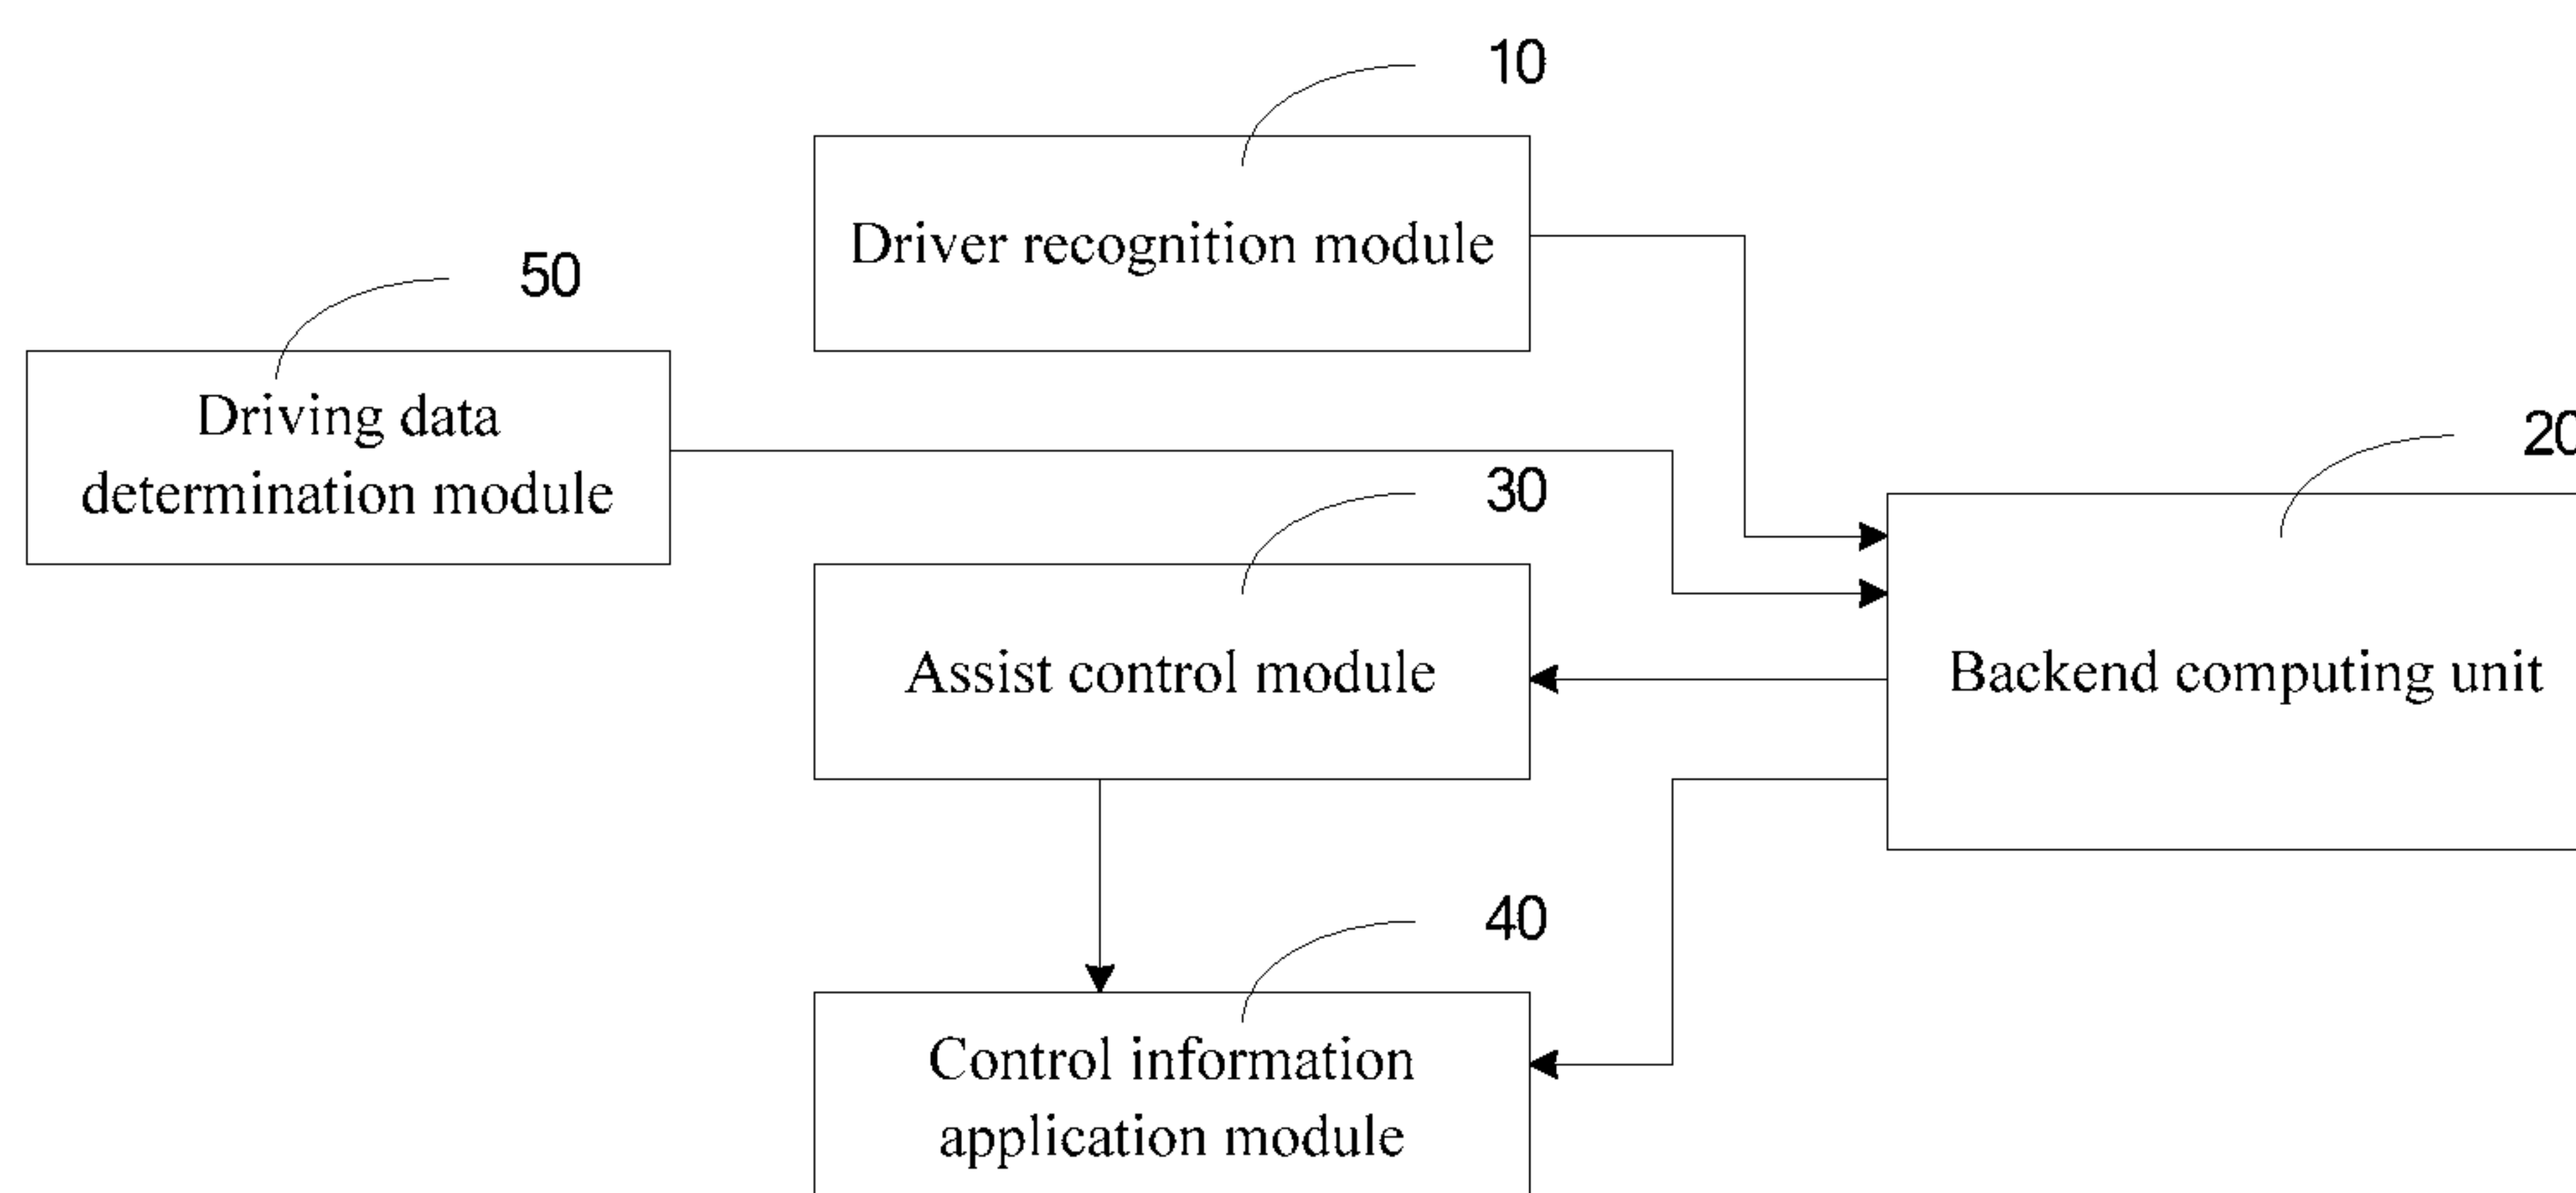 10
Driver recognition module
50
Driving data
determination module
20
30
Assist control module
Backend computing unit
40
Control information
application module